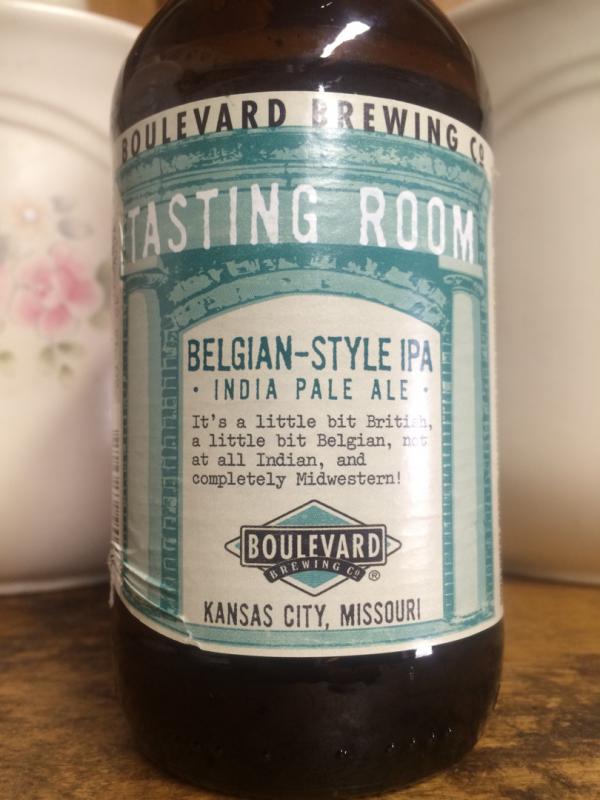 BOULEVARD BREWING Co
TASTING ROOM
BELGIAN-STYLE IPA
· INDIA PALE ALE ·
It's a little bit British,
a little bit Belgian, not
at all Indian, and
completely Midwestern!
BOULEVARD
BREWING Co ®
KANSAS CITY, MISSOURI